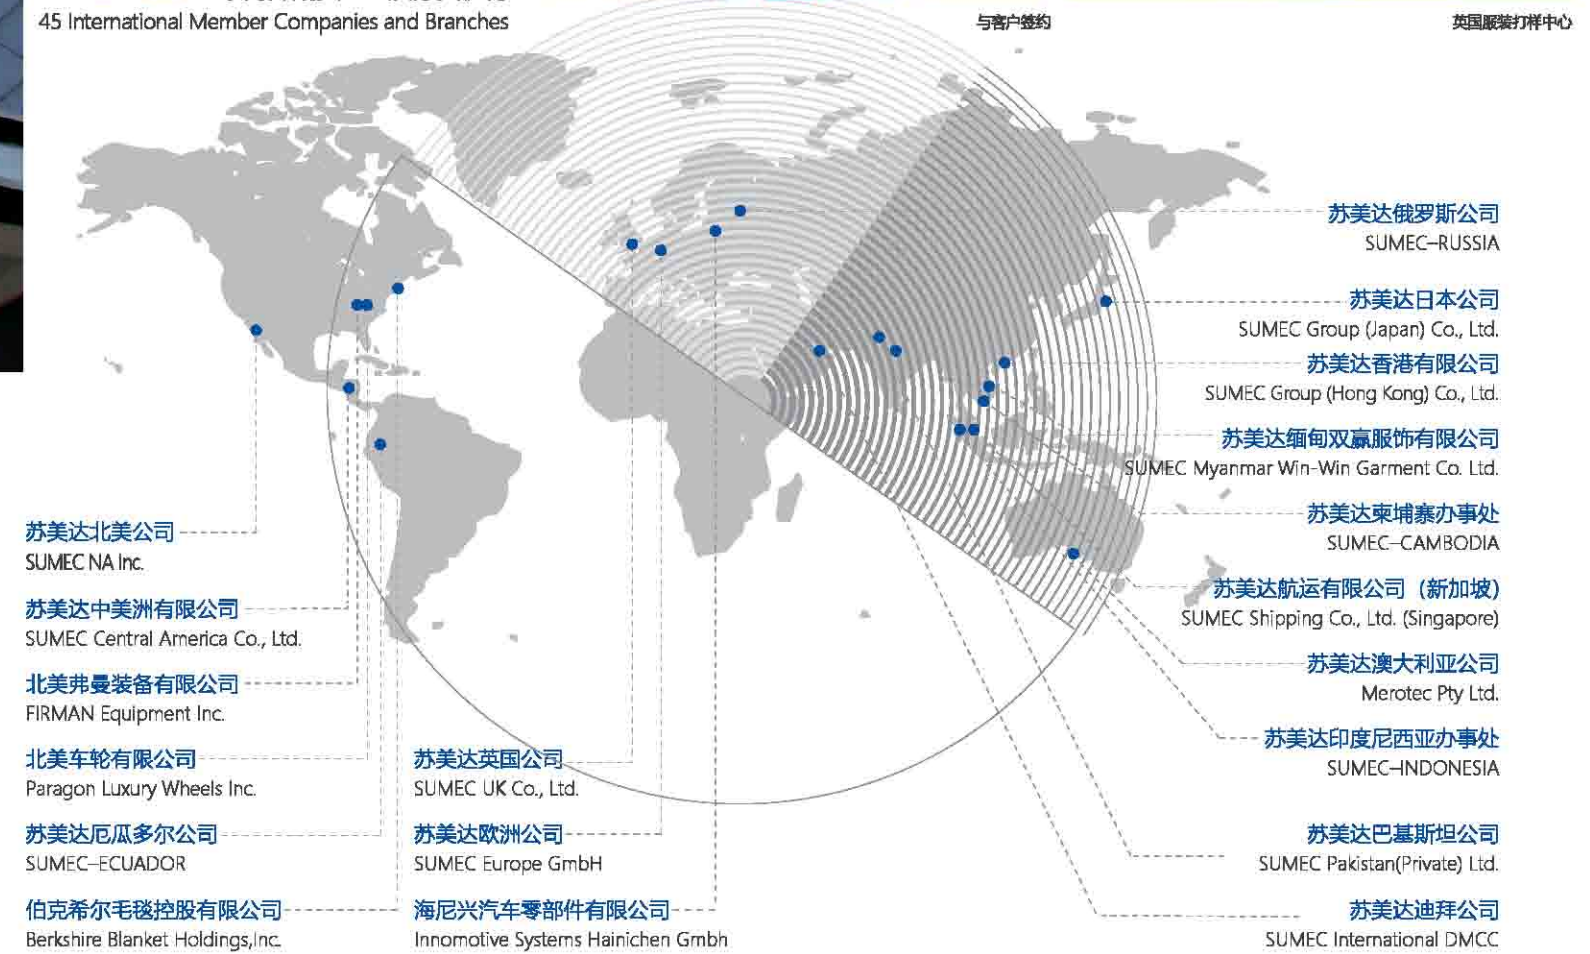 45 International Member Companies and Branches
与客户签约
英国服装打样中心
苏美达俄罗斯公司
SUMEC–RUSSIA
苏美达日本公司
SUMEC Group (Japan) Co., Ltd.
苏美达香港有限公司
SUMEC Group (Hong Kong) Co., Ltd.
苏美达缅甸双赢服饰有限公司
SUMEC Myanmar Win-Win Garment Co. Ltd.
苏美达柬埔寨办事处
SUMEC–CAMBODIA
苏美达航运有限公司（新加坡）
SUMEC Shipping Co., Ltd. (Singapore)
苏美达澳大利亚公司
Merotec Pty Ltd.
苏美达印度尼西亚办事处
SUMEC–INDONESIA
苏美达巴基斯坦公司
SUMEC Pakistan(Private) Ltd.
苏美达迪拜公司
SUMEC International DMCC
苏美达北美公司
SUMEC NA Inc.
苏美达中美洲有限公司
SUMEC Central America Co., Ltd.
北美弗曼装备有限公司
FIRMAN Equipment Inc.
北美车轮有限公司
Paragon Luxury Wheels Inc.
苏美达厄瓜多尔公司
SUMEC–ECUADOR
伯克希尔毛毯控股有限公司
Berkshire Blanket Holdings,Inc.
苏美达英国公司
SUMEC UK Co., Ltd.
苏美达欧洲公司
SUMEC Europe GmbH
海尼兴汽车零部件有限公司
Innomotive Systems Hainichen Gmbh